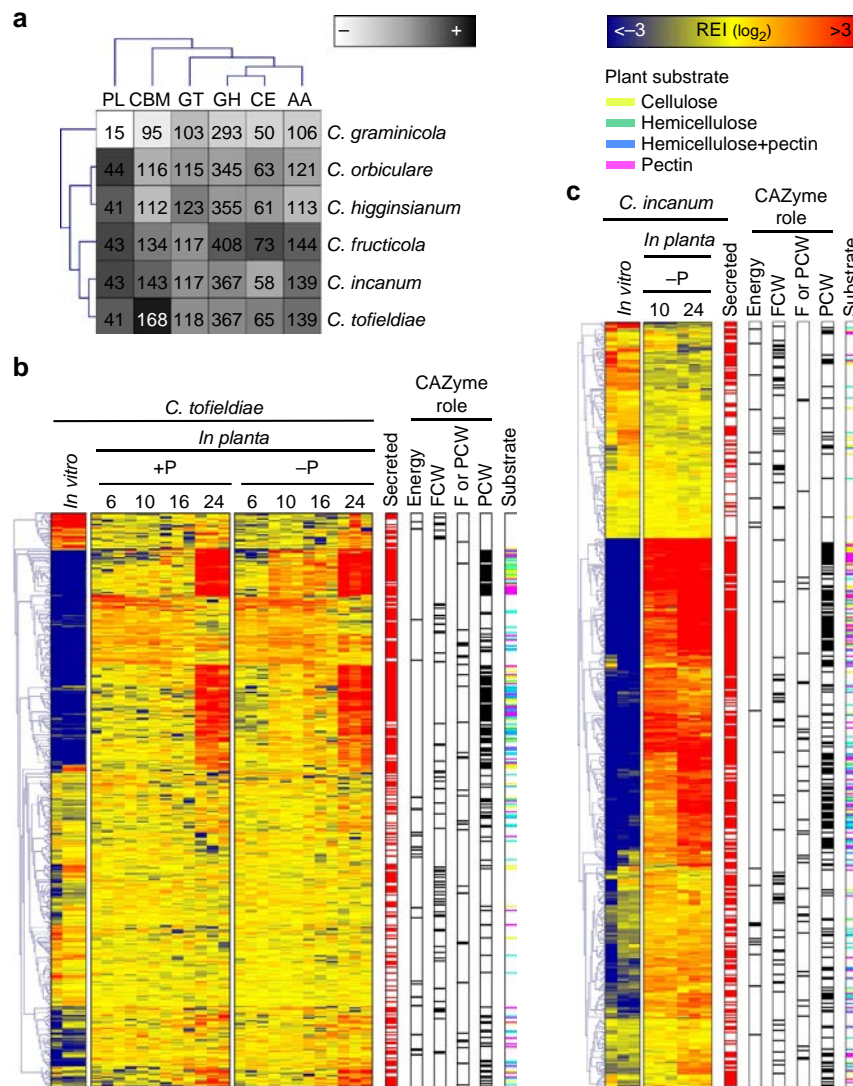 a
– +
PL CBM GT GH CE AA
15 95 103 293 50 106 C. graminicola
44 116 115 345 63 121 C. orbiculare
41 112 123 355 61 113 C. higginsianum
43 134 117 408 73 144 C. fructicola
43 143 117 367 58 139 C. incanum
41 168 118 367 65 139 C. tofieldiae
<–3 REI (log2) >3
Plant substrate
Cellulose
Hemicellulose
Hemicellulose+pectin
Pectin
b
C. tofieldiae
In vitro
In planta
+P –P
6 10 16 24 6 10 16 24
Secreted
CAZyme role
Energy
FCW
F or PCW
PCW
Substrate
c
C. incanum
In vitro
In planta
–P
10 24
Secreted
CAZyme
role
Energy
FCW
F or PCW
PCW
Substrate